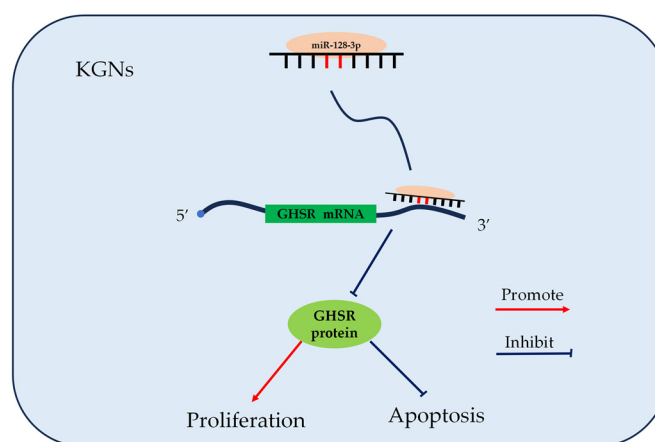 miR-128-3p
KGNs
5′
GHSR mRNA
3′
GHSR
protein
Promote
Inhibit
Proliferation
Apoptosis